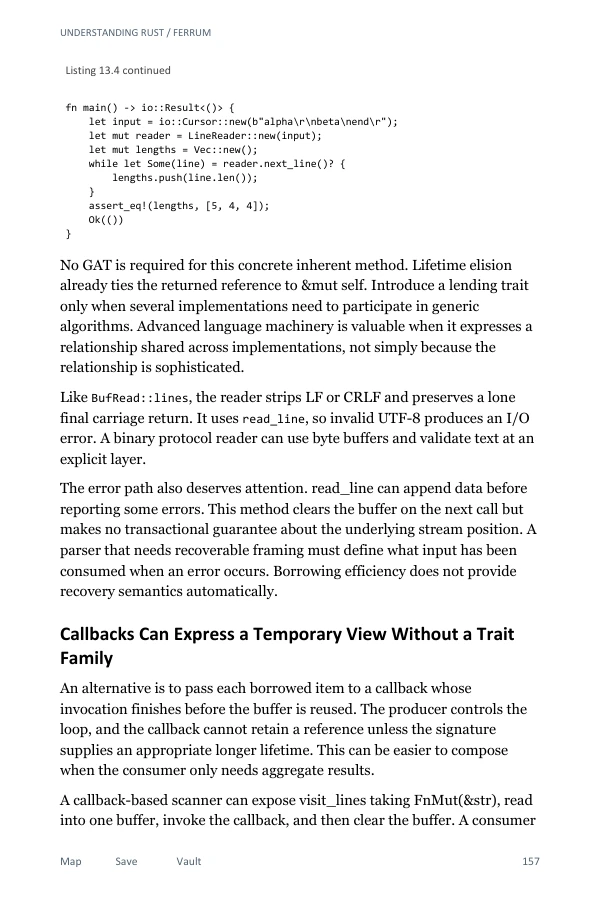 UNDERSTANDING RUST / FERRUM
Listing 13.4 continued
fn main() -> io::Result<()> {
    let input = io::Cursor::new(b"alpha\r\nbeta\nend\r");
    let mut reader = LineReader::new(input);
    let mut lengths = Vec::new();
    while let Some(line) = reader.next_line()? {
        lengths.push(line.len());
    }
    assert_eq!(lengths, [5, 4, 4]);
    Ok(())
}
No GAT is required for this concrete inherent method. Lifetime elision
already ties the returned reference to &mut self. Introduce a lending trait
only when several implementations need to participate in generic
algorithms. Advanced language machinery is valuable when it expresses a
relationship shared across implementations, not simply because the
relationship is sophisticated.
Like BufRead::lines, the reader strips LF or CRLF and preserves a lone
final carriage return. It uses read_line, so invalid UTF-8 produces an I/O
error. A binary protocol reader can use byte buffers and validate text at an
explicit layer.
The error path also deserves attention. read_line can append data before
reporting some errors. This method clears the buffer on the next call but
makes no transactional guarantee about the underlying stream position. A
parser that needs recoverable framing must define what input has been
consumed when an error occurs. Borrowing efficiency does not provide
recovery semantics automatically.
Callbacks Can Express a Temporary View Without a Trait
Family
An alternative is to pass each borrowed item to a callback whose
invocation finishes before the buffer is reused. The producer controls the
loop, and the callback cannot retain a reference unless the signature
supplies an appropriate longer lifetime. This can be easier to compose
when the consumer only needs aggregate results.
A callback-based scanner can expose visit_lines taking FnMut(&str), read
into one buffer, invoke the callback, and then clear the buffer. A consumer
Map Save Vault 157